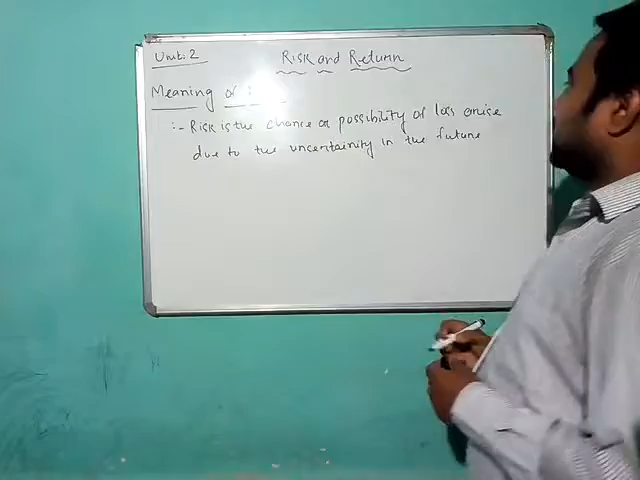 Unit: 2
Risk and Return
Meaning of
:- Risk is the chance or possibility of loss arise
due to the uncertainity in the future